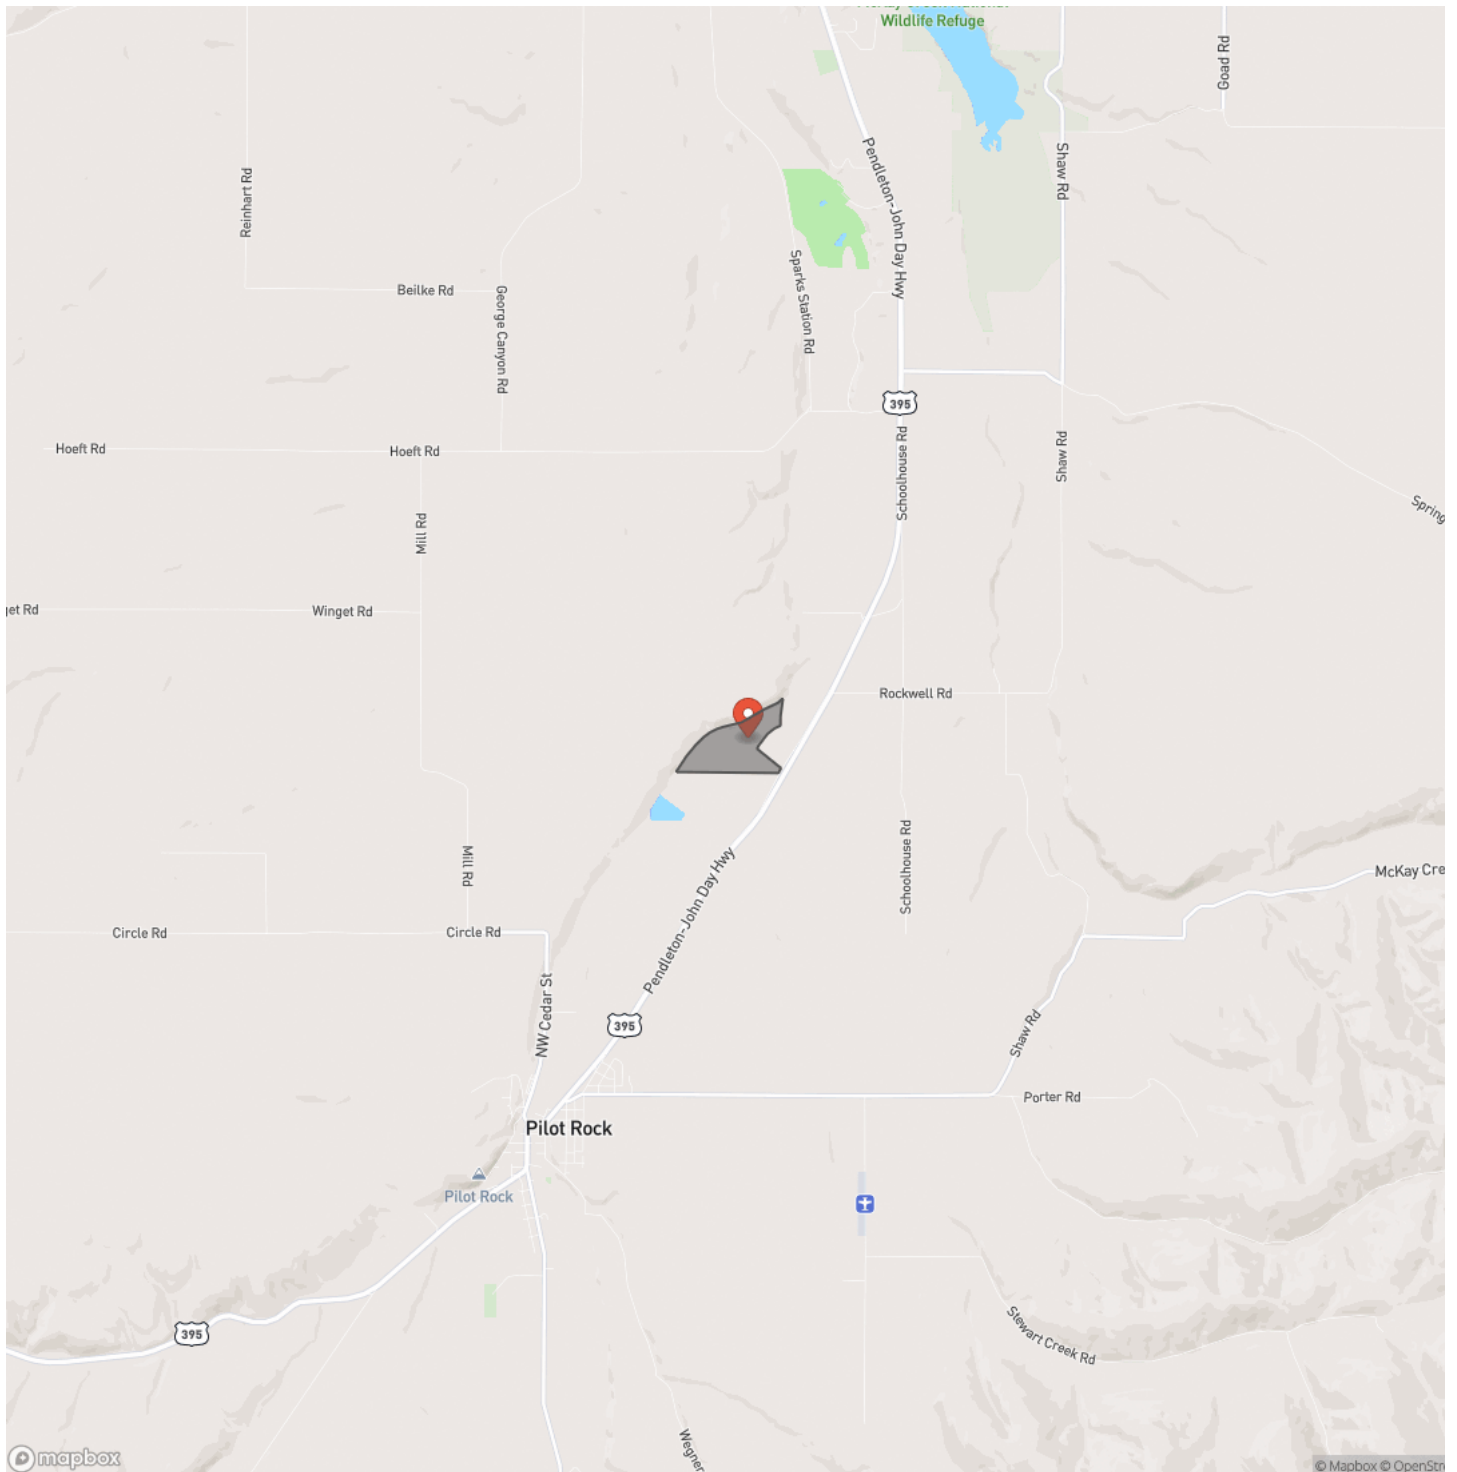 Wildlife Refuge
Goad Rd
Pendleton-John Day Hwy
Shaw Rd
Reinhart Rd
Sparks Station Rd
Beilke Rd
George Canyon Rd
395
Schoolhouse Rd
Shaw Rd
Hoeft Rd
Hoeft Rd
Spring
Mill Rd
get Rd
Winget Rd
Rockwell Rd
Schoolhouse Rd
Mill Rd
Pendleton-John Day Hwy
McKay Cre
Circle Rd
Circle Rd
NW Cedar St
395
Shaw Rd
Porter Rd
Pilot Rock
Pilot Rock
395
Stewart Creek Rd
Wegner
mapbox
© Mapbox © OpenStre